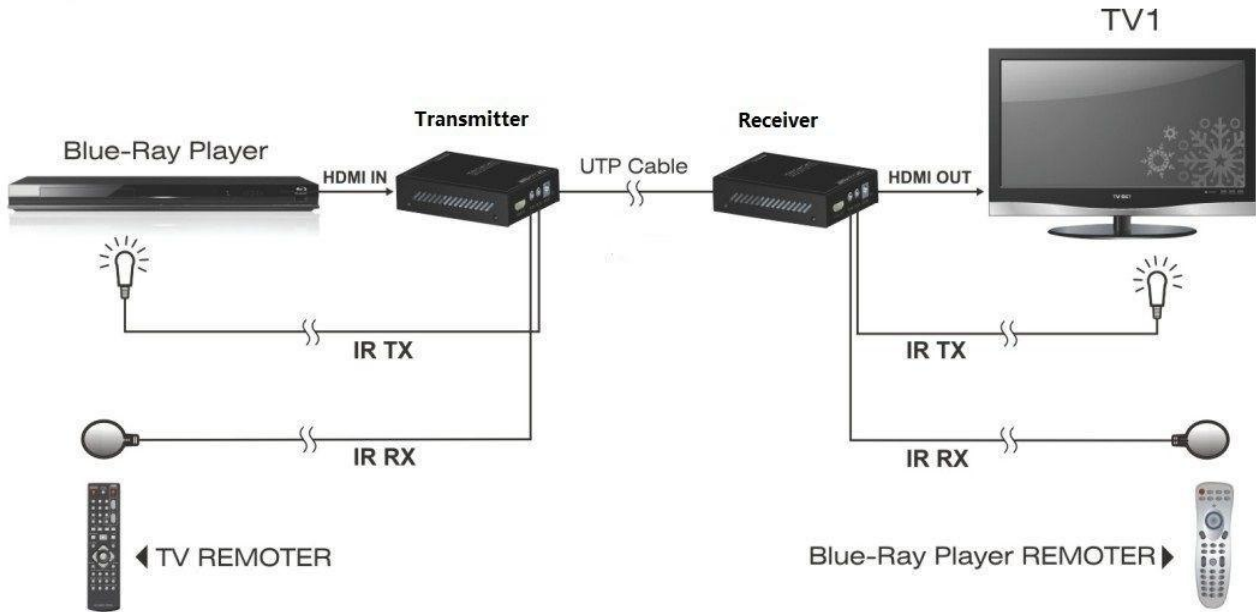 TV1
Transmitter
Receiver
Blue-Ray Player
HDMI IN
UTP Cable
HDMI OUT
IR TX
IR TX
IR RX
IR RX
TV REMOTER
Blue-Ray Player REMOTER